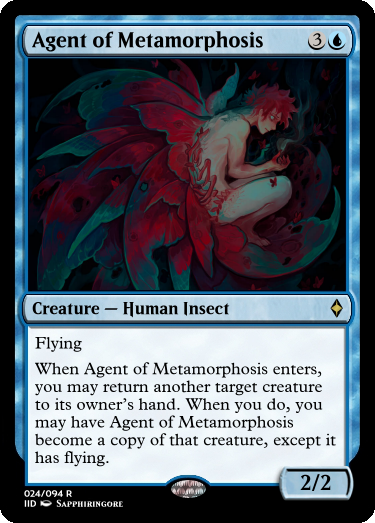 Agent of Metamorphosis 3
Creature — Human Insect
Flying
When Agent of Metamorphosis enters,
you may return another target creature
to its owner's hand. When you do, you
may have Agent of Metamorphosis
become a copy of that creature, except it
has flying.
2/2
024/094 R
IID Sapphiringore